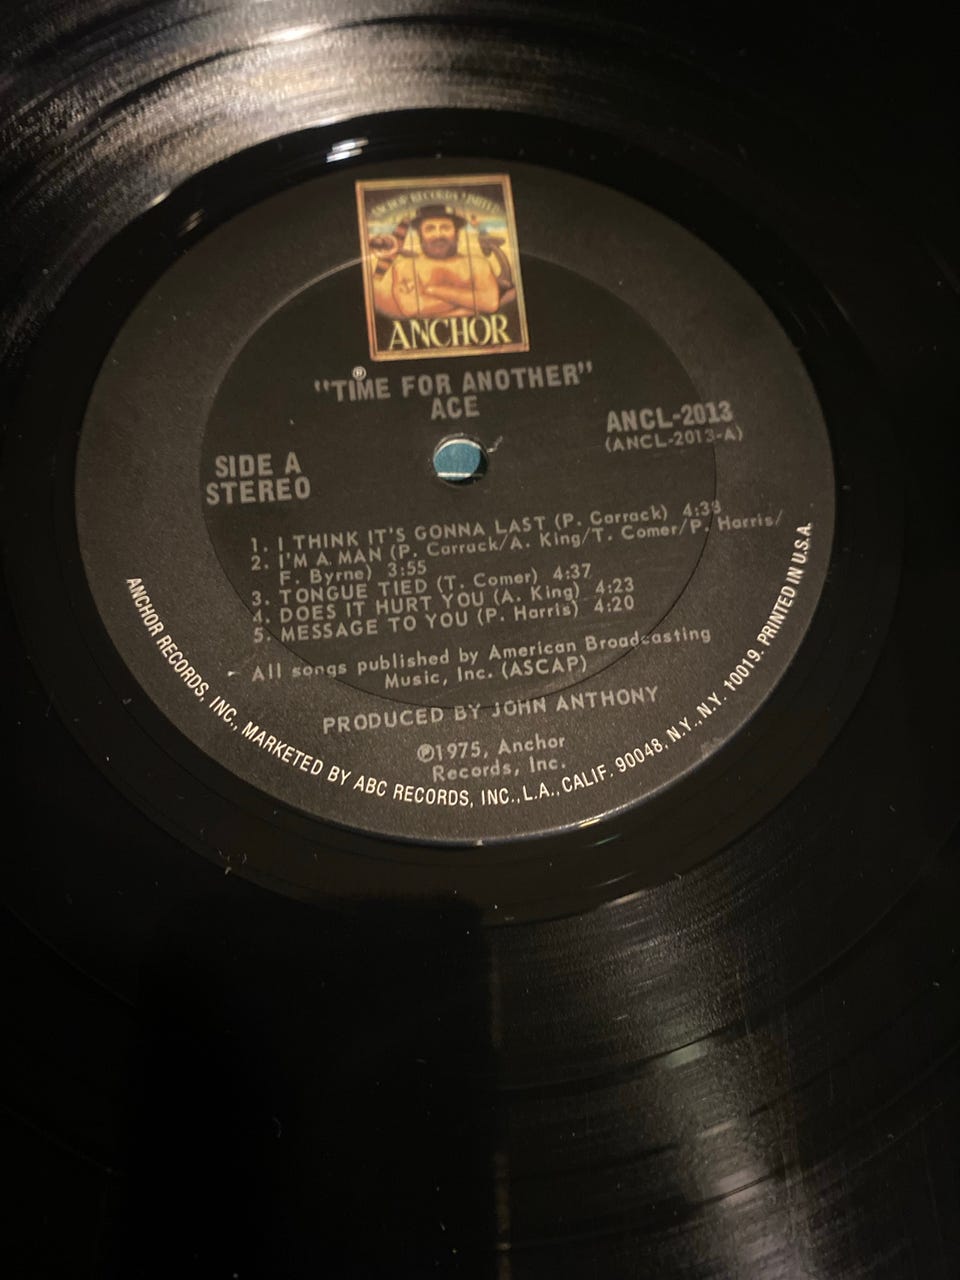 ANCHOR RECORDS LIMITED
ANCHOR
®
"TIME FOR ANOTHER"
ACE
ANCL-2013
(ANCL-2013-A)
SIDE A
STEREO
1. I THINK IT'S GONNA LAST (P. Carrack) 4:33
2. I'M A MAN (P. Carrack/A. King/T. Comer/P. Harris/
F. Byrne) 3:55
3. TONGUE TIED (T. Comer) 4:37
4. DOES IT HURT YOU (A. King) 4:23
5. MESSAGE TO YOU (P. Harris) 4:20
All songs published by American Broadcasting
Music, Inc. (ASCAP)
PRODUCED BY JOHN ANTHONY
℗1975, Anchor
Records, Inc.
ANCHOR RECORDS, INC., MARKETED BY ABC RECORDS, INC., L.A., CALIF. 90048, N.Y., N.Y. 10019. PRINTED IN U.S.A.